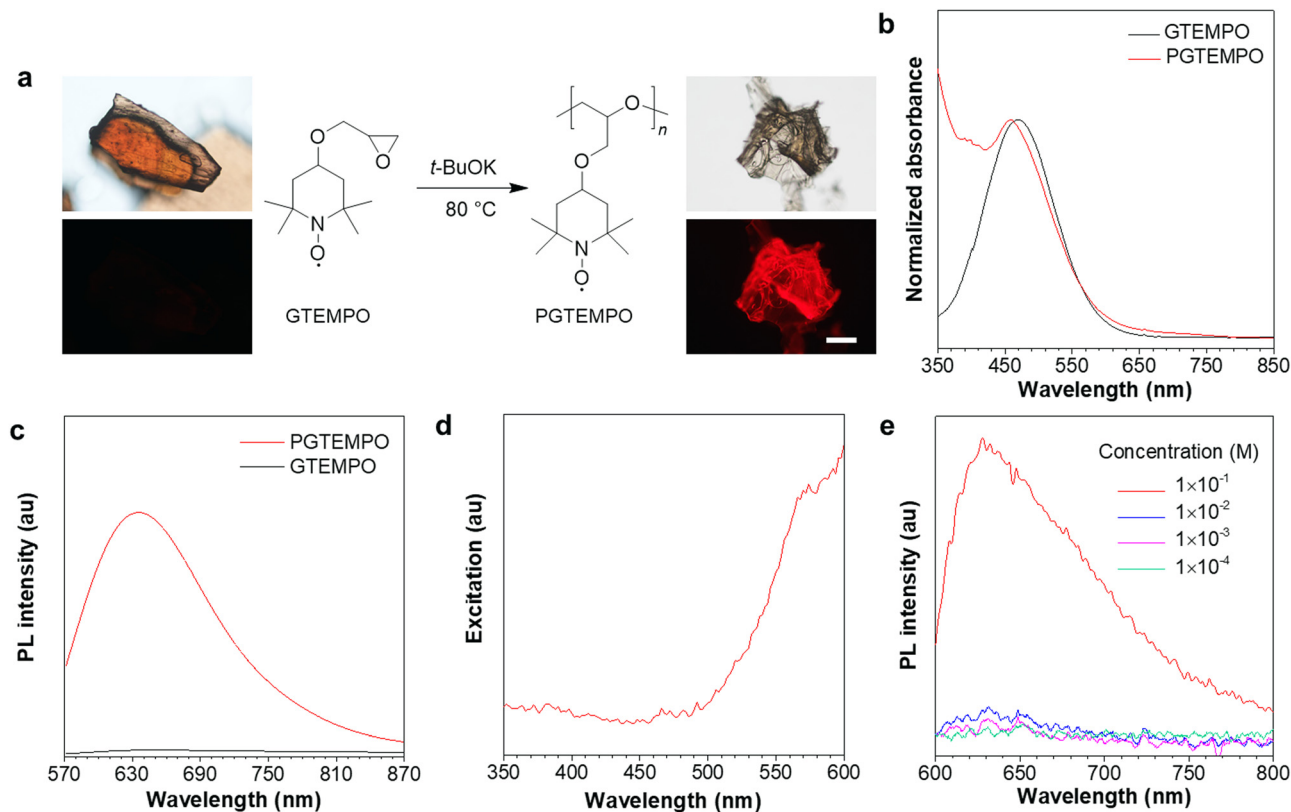 a
O
O
N
O·
GTEMPO
t-BuOK
80 °C
O
n
O
N
O·
PGTEMPO
b
GTEMPO
PGTEMPO
Normalized absorbance
350 450 550 650 750 850
Wavelength (nm)
c
PGTEMPO
GTEMPO
PL intensity (au)
570 630 690 750 810 870
Wavelength (nm)
d
Excitation (au)
350 400 450 500 550 600
Wavelength (nm)
e
Concentration (M)
1×10⁻¹
1×10⁻²
1×10⁻³
1×10⁻⁴
PL intensity (au)
600 650 700 750 800
Wavelength (nm)